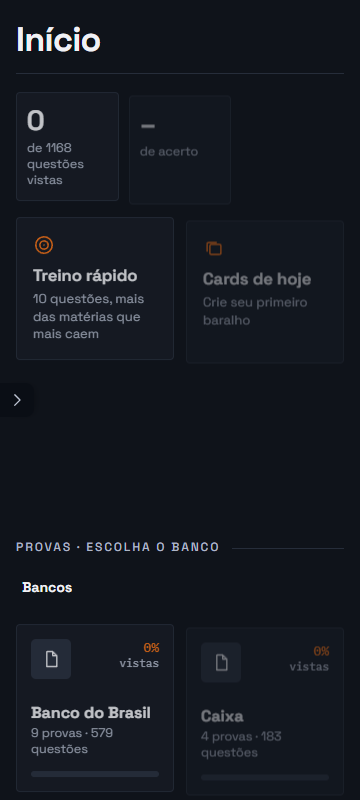 Início
0
de 1168
questões
vistas
–
de acerto
Treino rápido
10 questões, mais
das matérias que
mais caem
Cards de hoje
Crie seu primeiro
baralho
PROVAS · ESCOLHA O BANCO
Bancos
0%
vistas
Banco do Brasil
9 provas · 579
questões
0%
vistas
Caixa
4 provas · 183
questões